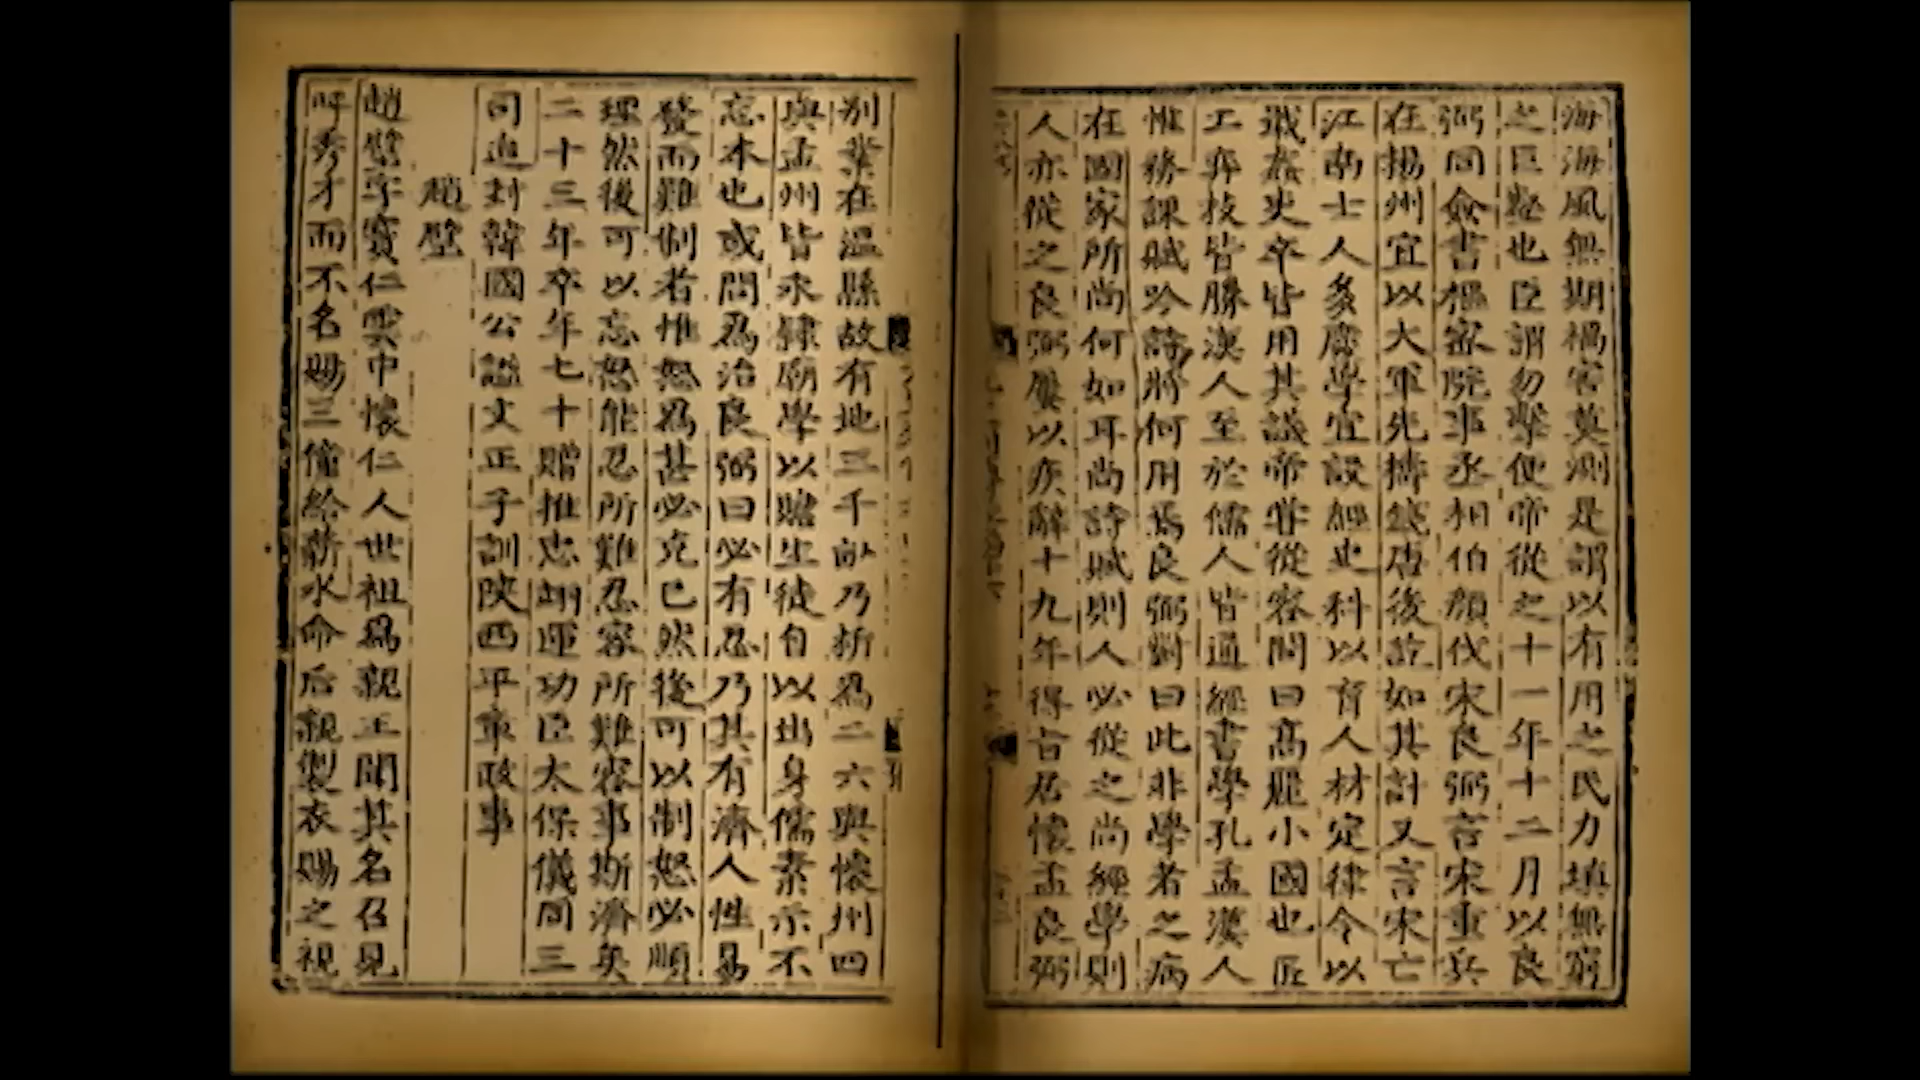 海海風無期禍害莫測是謂以有用之民力填無窮
之巨壑也臣謂勿擊便帝從之十一年十二月以良
弼同僉書樞密院事丞相伯顏伐宋良弼言宋重兵
在揚州宜以大軍先擣錢唐後訖如其計又言宋亡
江南士人多廢學宜設經史科以育人材定律令以
戢姦吏卒皆用其議帝嘗從容問曰高麗小國也匠
工弈技皆勝漢人至於儒人皆通經書學孔孟漢人
惟務課賦吟詩將何用焉良弼對曰此非學者之病
在國家所尚何如耳尚詩賦則人必從之尚經學則
人亦從之良弼屢以疾辭十九年得旨居懷孟良弼
別業在溫縣故有地三千畝乃析爲二六與懷州四
與孟州皆永隸廟學以贍生徒自以出身儒素示不
忘本也或問爲治良弼曰必有忍乃其有濟人性易
發而難制者惟怒爲甚必克己然後可以制怒必順
理然後可以忘怒能忍所難忍容所難容事斯濟矣
二十三年卒年七十贈推忠翊運功臣太保儀同三
司追封韓國公諡文正子訓陝西平章政事
趙璧
趙璧字寶仁雲中懷仁人世祖爲親王聞其名召見
呼秀才而不名賜三僮給薪水命后親製衣賜之視